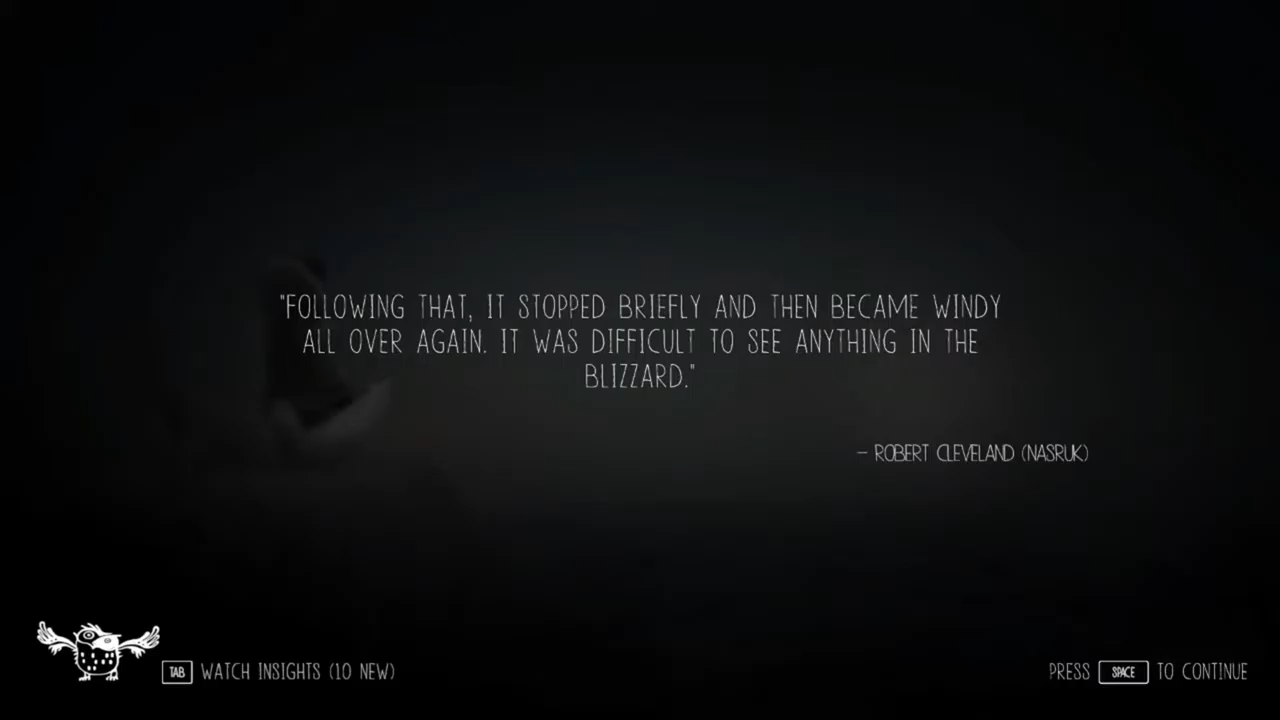 "FOLLOWING THAT, IT STOPPED BRIEFLY AND THEN BECAME WINDY
ALL OVER AGAIN. IT WAS DIFFICULT TO SEE ANYTHING IN THE
BLIZZARD."
– ROBERT CLEVELAND (NASRUK)
TAB WATCH INSIGHTS (10 NEW)
PRESS SPACE TO CONTINUE